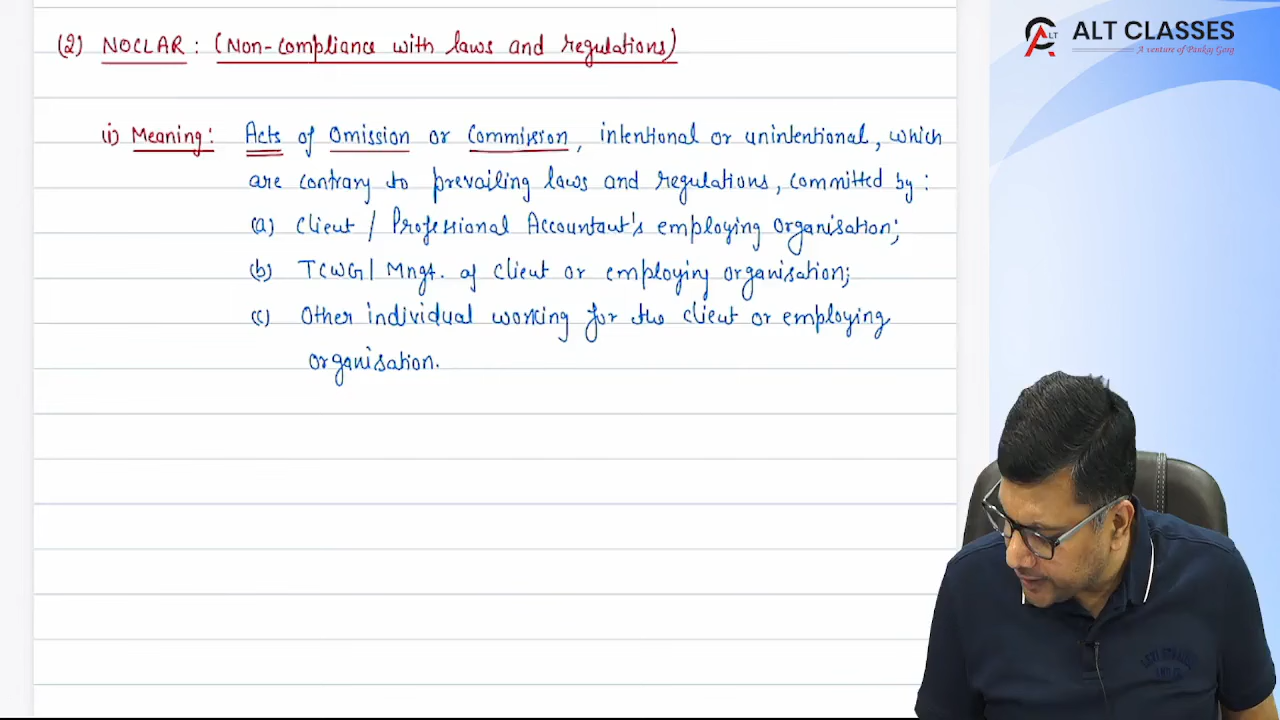 (2) NOCLAR : (Non-compliance with laws and regulations)
ALT CLASSES
A venture of Pankaj Garg
(i) Meaning : Acts of Omission or Commission, intentional or unintentional, which
are contrary to prevailing laws and regulations, committed by :
(a) Client / Professional Accountant's employing organisation;
(b) TCWG / Mngt. of client or employing organisation;
(c) Other individual working for the client or employing
organisation.